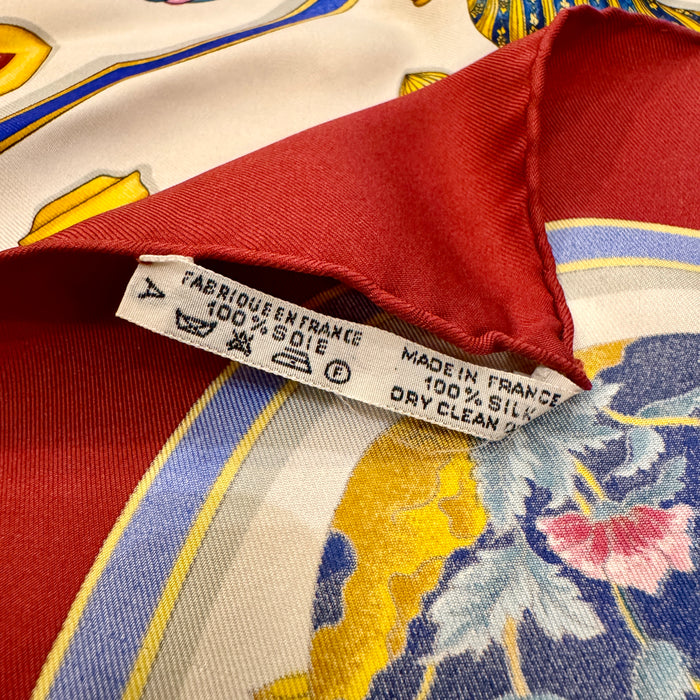 A
FABRIQUE EN FRANCE
100% SOIE
P
MADE IN FRANCE
100% SILK
DRY CLEAN